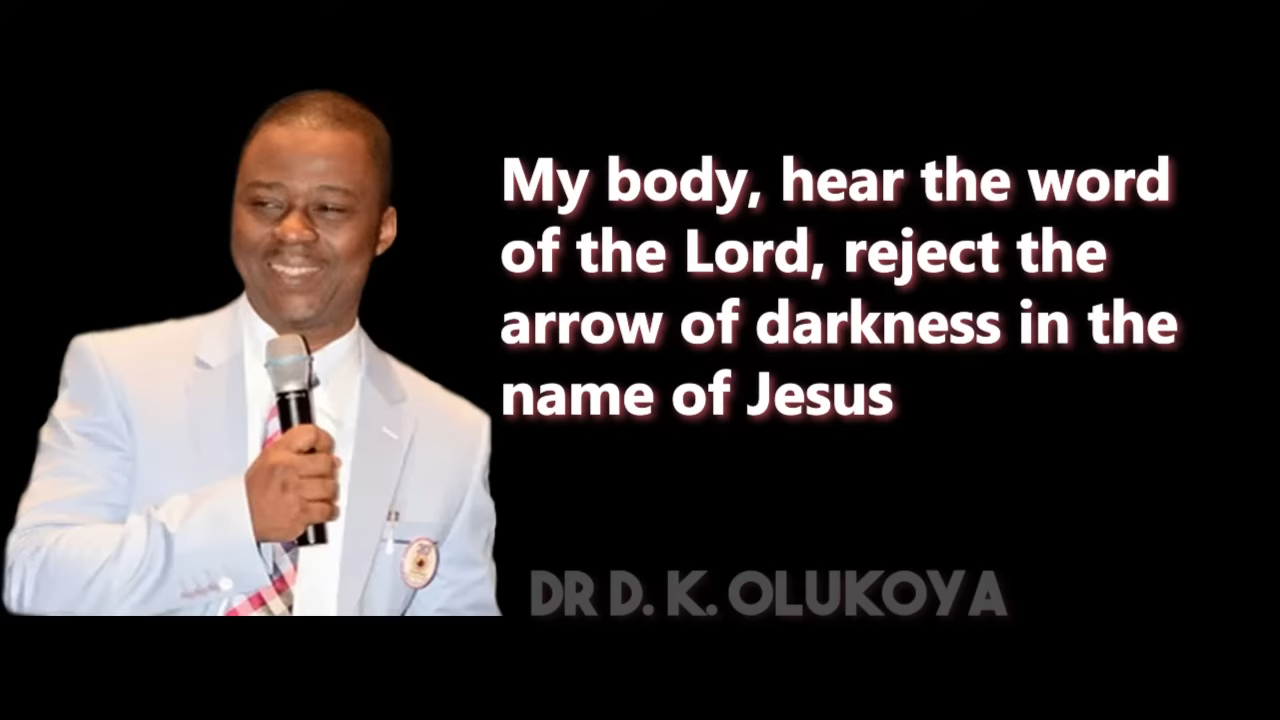 My body, hear the word
of the Lord, reject the
arrow of darkness in the
name of Jesus
DR D. K. OLUKOYA